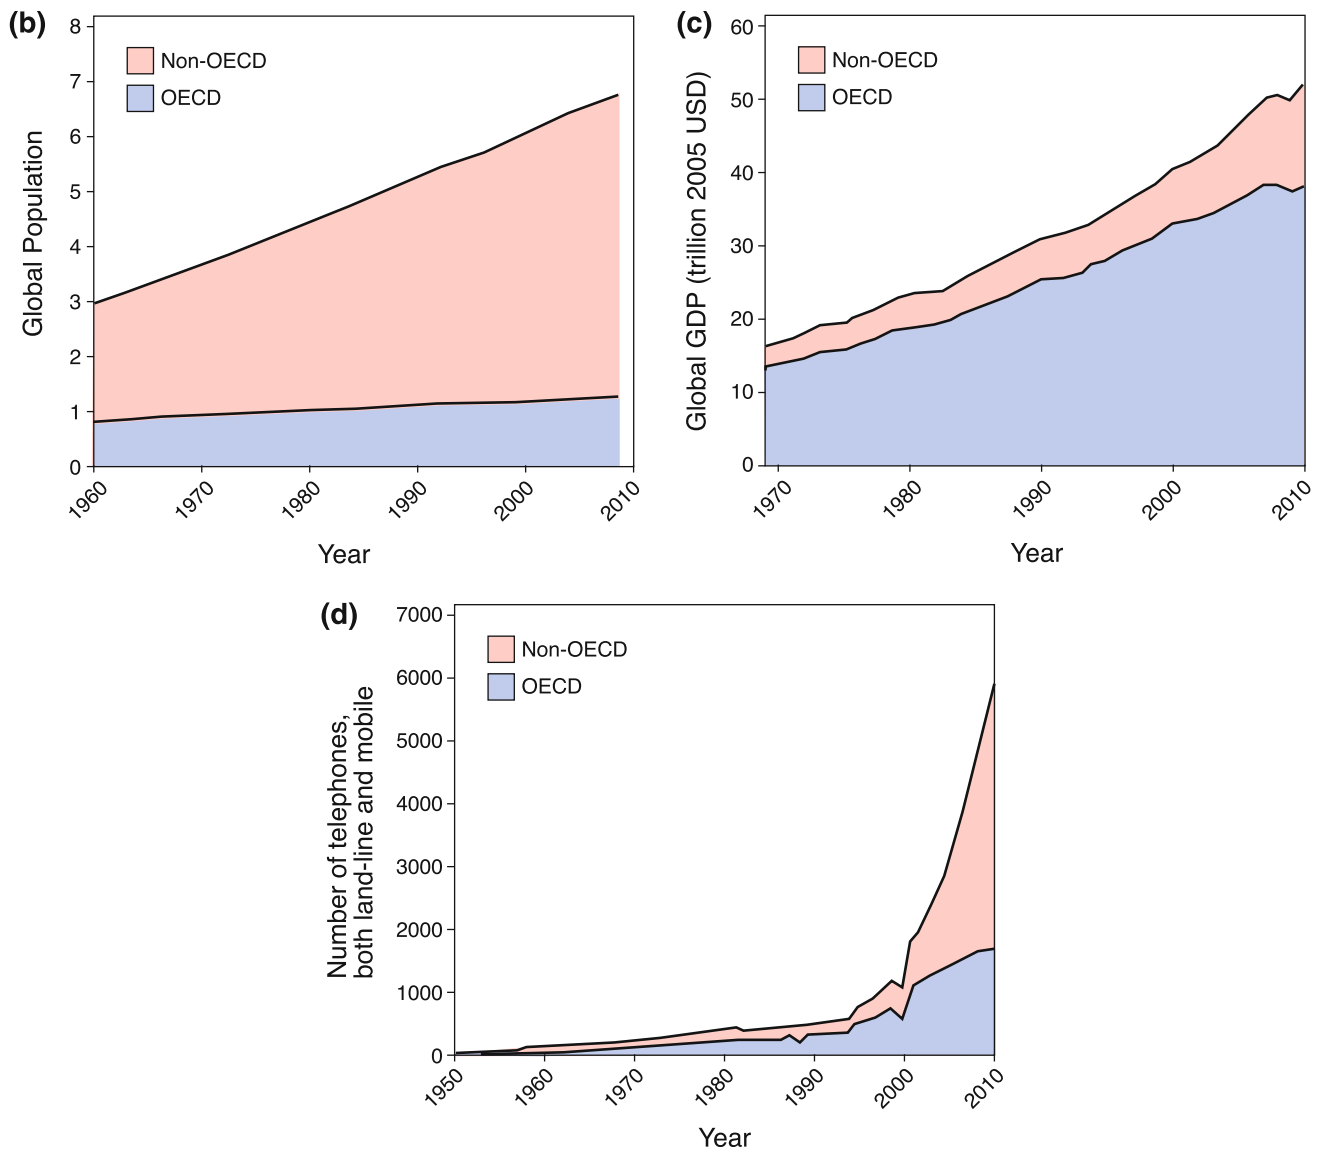 (b)
8
7
6
5
4
3
2
1
0
Global Population
Non-OECD
OECD
1960
1970
1980
1990
2000
2010
Year
(c)
60
50
40
30
20
10
0
Global GDP (trillion 2005 USD)
Non-OECD
OECD
1970
1980
1990
2000
2010
Year
(d)
7000
6000
5000
4000
3000
2000
1000
0
Number of telephones,
both land-line and mobile
Non-OECD
OECD
1950
1960
1970
1980
1990
2000
2010
Year